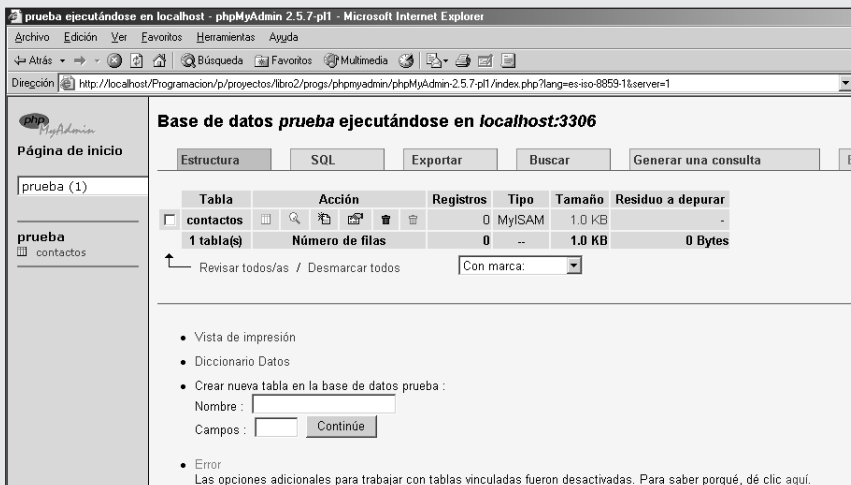 prueba ejecutándose en localhost - phpMyAdmin 2.5.7-pl1 - Microsoft Internet Explorer
Archivo Edición Ver Favoritos Herramientas Ayuda
Atrás Búsqueda Favoritos Multimedia
Dirección http://localhost/Programacion/p/proyectos/libro2/progs/phpmyadmin/phpMyAdmin-2.5.7-pl1/index.php?lang=es-iso-8859-1&server=1
php MyAdmin
Página de inicio
prueba (1)
prueba
contactos
Base de datos prueba ejecutándose en localhost:3306
Estructura SQL Exportar Buscar Generar una consulta
Tabla Acción Registros Tipo Tamaño Residuo a depurar
contactos 0 MyISAM 1.0 KB -
1 tabla(s) Número de filas 0 -- 1.0 KB 0 Bytes
Revisar todos/as / Desmarcar todos Con marca:
Vista de impresión
Diccionario Datos
Crear nueva tabla en la base de datos prueba :
Nombre :
Campos : Continúe
Error
Las opciones adicionales para trabajar con tablas vinculadas fueron desactivadas. Para saber porqué, dé clic aquí.